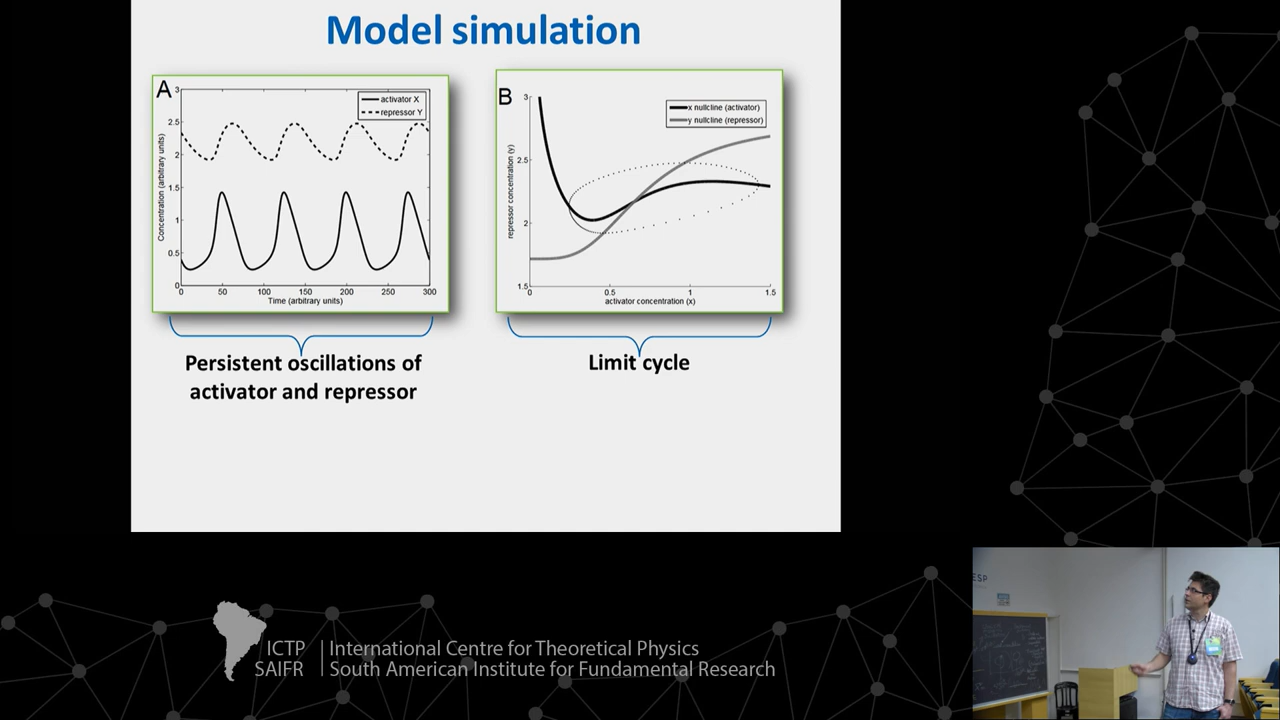 Model simulation
A
activator X
repressor Y
3
2.5
2
1.5
1
0.5
0
Concentration (arbitrary units)
0 50 100 150 200 250 300
Time (arbitrary units)
B
x nullcline (activator)
y nullcline (repressor)
3
2.5
2
1.5
repressor concentration (y)
0 0.5 1 1.5
activator concentration (x)
Persistent oscillations of
activator and repressor
Limit cycle
ICTP International Centre for Theoretical Physics
SAIFR South American Institute for Fundamental Research
ESP